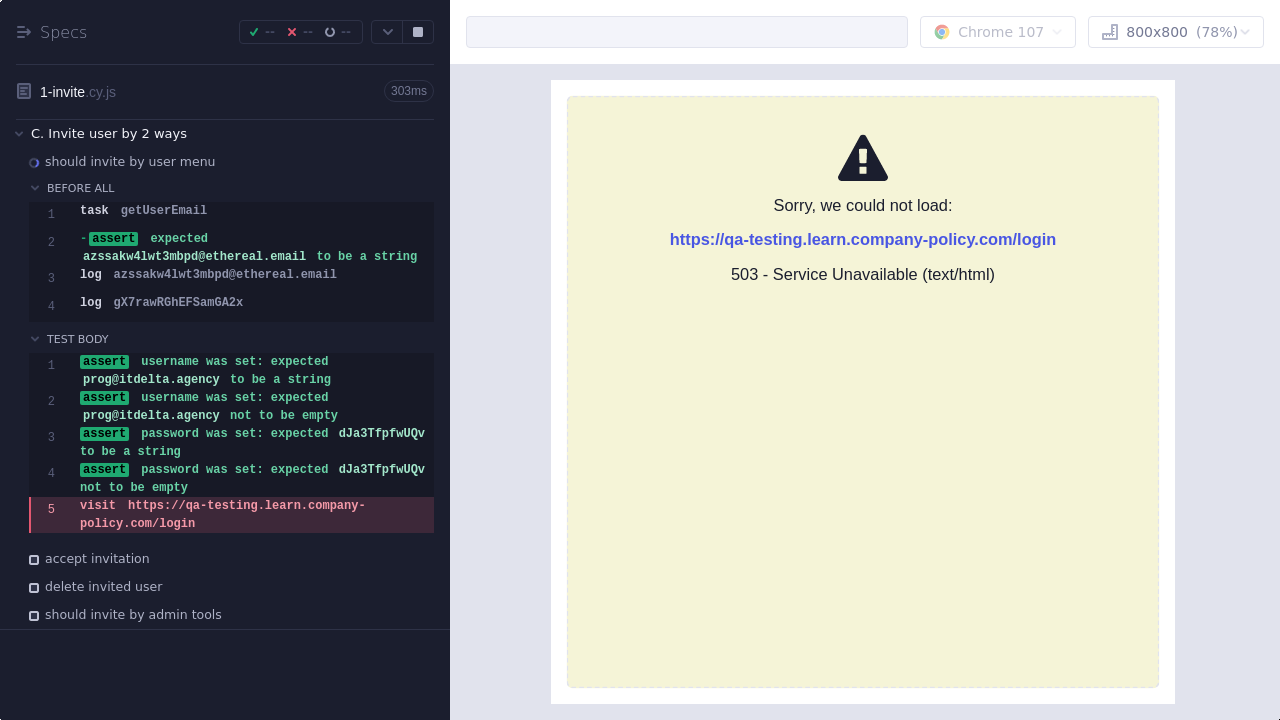 Specs
-- -- --
Chrome 107
800x800 (78%)
1-invite.cy.js
303ms
C. Invite user by 2 ways
should invite by user menu
BEFORE ALL
1 task getUserEmail
2 -assert expected
azssakw4lwt3mbpd@ethereal.email to be a string
3 log azssakw4lwt3mbpd@ethereal.email
4 log gX7rawRGhEFSamGA2x
TEST BODY
1 assert username was set: expected
prog@itdelta.agency to be a string
2 assert username was set: expected
prog@itdelta.agency not to be empty
3 assert password was set: expected dJa3TfpfwUQv
to be a string
4 assert password was set: expected dJa3TfpfwUQv
not to be empty
5 visit https://qa-testing.learn.company-
policy.com/login
accept invitation
delete invited user
should invite by admin tools
Sorry, we could not load:
https://qa-testing.learn.company-policy.com/login
503 - Service Unavailable (text/html)